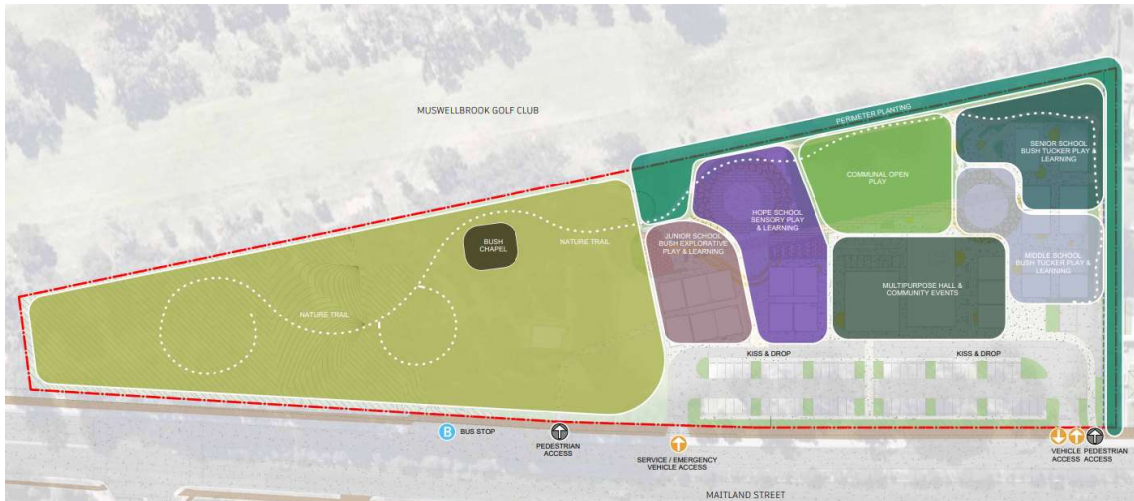 MUSWELLBROOK GOLF CLUB
PERIMETER PLANTING
SENIOR SCHOOL
BUSH TUCKER PLAY &
LEARNING
COMMUNAL OPEN
PLAY
HOPE SCHOOL
SENSORY PLAY
& LEARNING
JUNIOR SCHOOL
BUSH EXPLORATIVE
PLAY & LEARNING
NATURE TRAIL
BUSH
CHAPEL
MIDDLE SCHOOL
BUSH TUCKER PLAY &
LEARNING
MULTIPURPOSE HALL &
COMMUNITY EVENTS
NATURE TRAIL
KISS & DROP
KISS & DROP
B BUS STOP
PEDESTRIAN
ACCESS
SERVICE / EMERGENCY
VEHICLE ACCESS
VEHICLE
ACCESS
PEDESTRIAN
ACCESS
MAITLAND STREET